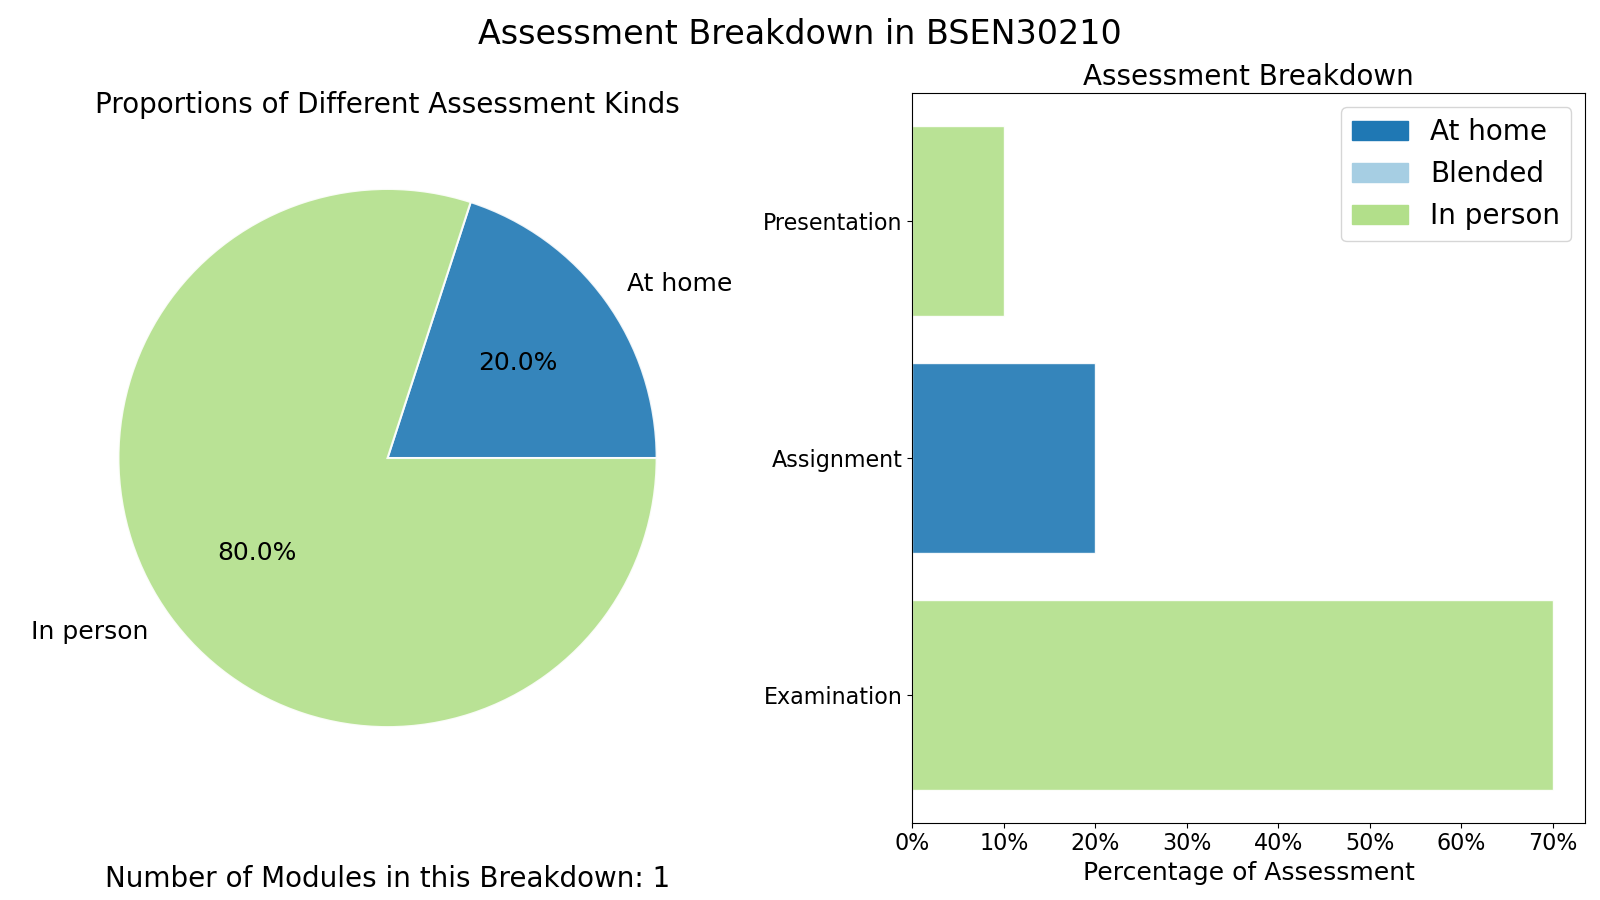 Assessment Breakdown in BSEN30210
Proportions of Different Assessment Kinds
At home
20.0%
80.0%
In person
Number of Modules in this Breakdown: 1
Assessment Breakdown
At home
Blended
In person
Presentation
Assignment
Examination
0% 10% 20% 30% 40% 50% 60% 70%
Percentage of Assessment